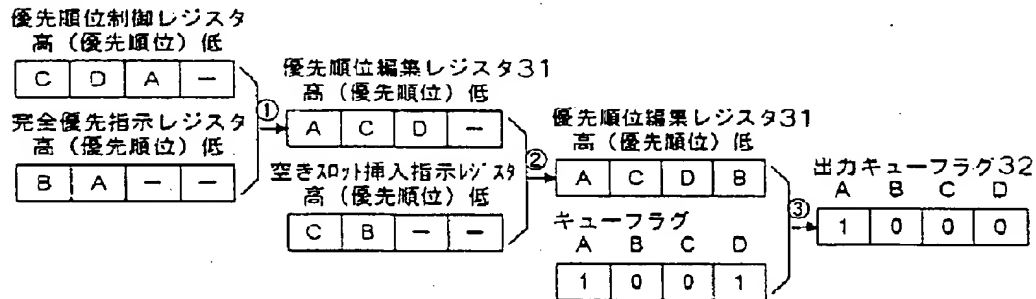 優先順位制御レジスタ
高（優先順位）低
C D A －
完全優先指示レジスタ
高（優先順位）低
B A － －
①
優先順位編集レジスタ31
高（優先順位）低
A C D －
空きスロット挿入指示レジスタ
高（優先順位）低
C B － －
②
優先順位編集レジスタ31
高（優先順位）低
A C D B
キューフラグ
A B C D
1 0 0 1
③
出力キューフラグ32
A B C D
1 0 0 0